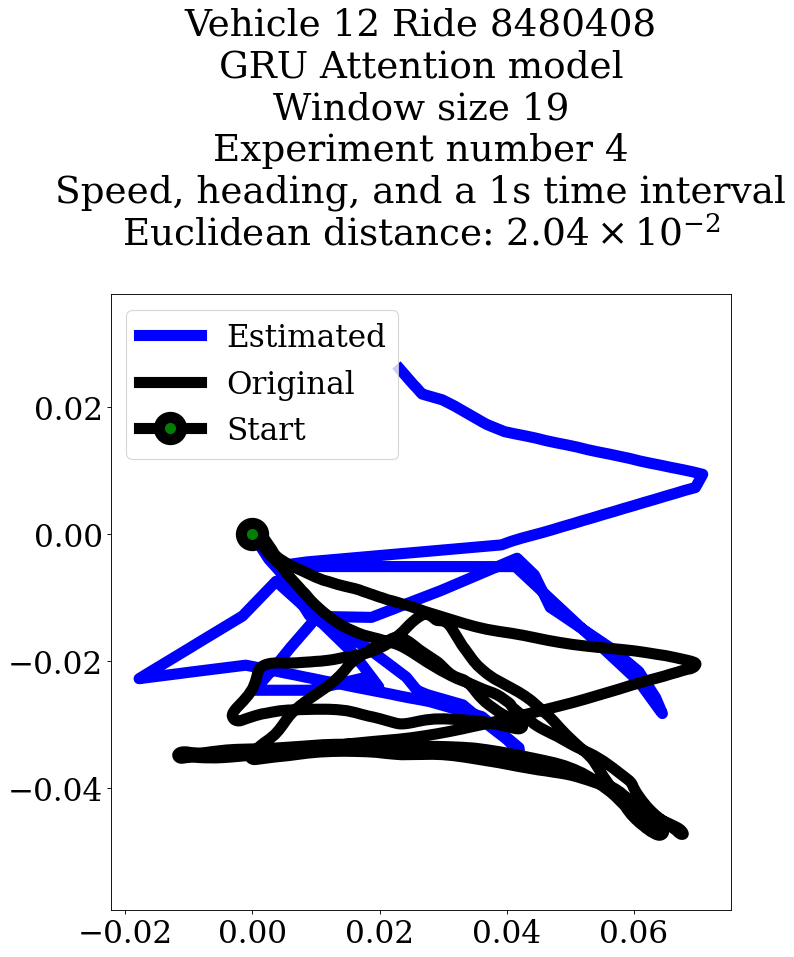 Vehicle 12 Ride 8480408
GRU Attention model
Window size 19
Experiment number 4
Speed, heading, and a 1s time interval
Euclidean distance: 2.04 × 10⁻²
Estimated
Original
Start
0.02
0.00
−0.02
−0.04
−0.02 0.00 0.02 0.04 0.06